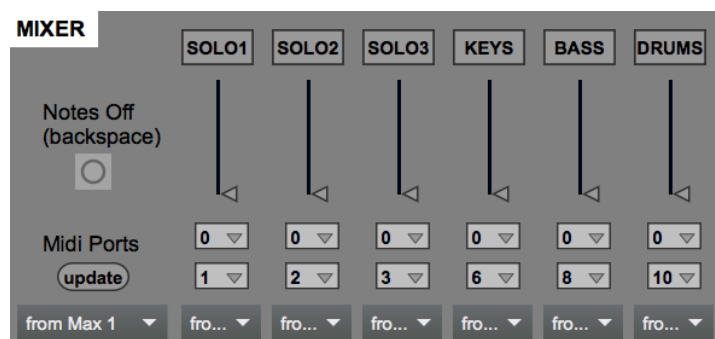 MIXER
SOLO1 SOLO2 SOLO3 KEYS BASS DRUMS
Notes Off
(backspace)
Midi Ports
0 0 0 0 0 0
update
1 2 3 6 8 10
from Max 1 fro... fro... fro... fro... fro... fro...